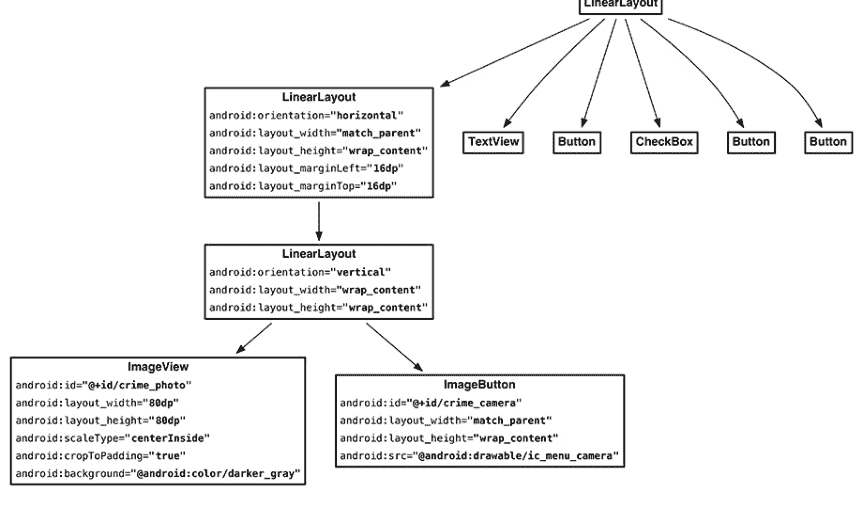 LinearLayout
LinearLayout
android:orientation="horizontal"
android:layout_width="match_parent"
android:layout_height="wrap_content"
android:layout_marginLeft="16dp"
android:layout_marginTop="16dp"
TextView
Button
CheckBox
Button
Button
LinearLayout
android:orientation="vertical"
android:layout_width="wrap_content"
android:layout_height="wrap_content"
ImageView
android:id="@+id/crime_photo"
android:layout_width="80dp"
android:layout_height="80dp"
android:scaleType="centerInside"
android:cropToPadding="true"
android:background="@android:color/darker_gray"
ImageButton
android:id="@+id/crime_camera"
android:layout_width="match_parent"
android:layout_height="wrap_content"
android:src="@android:drawable/ic_menu_camera"